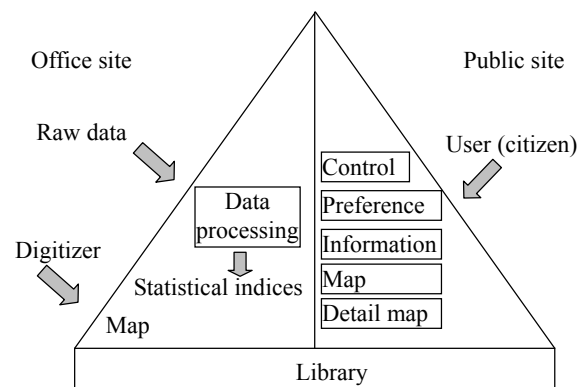 Office site
Public site
Raw data
User (citizen)
Control
Data
processing
Preference
Information
Digitizer
Statistical indices
Map
Map
Detail map
Library